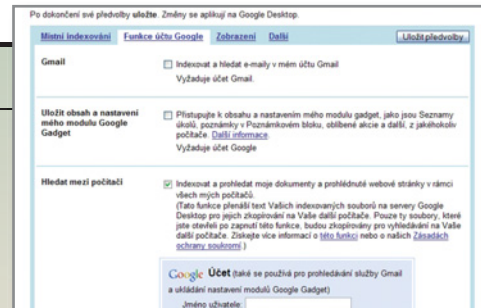 Po dokončení své předvolby uložte. Změny se aplikují na Google Desktop.
Místní indexování Funkce účtu Google Zobrazení Další Uložit předvolby
Gmail
Indexovat a hledat e-maily v mém účtu Gmail
Vyžaduje účet Gmail.
Uložit obsah a nastavení
mého modulu Google
Gadget
Přistupujte k obsahu a nastavením mého modulu gadget, jako jsou Seznamy
úkolů, poznámky v Poznámkovém bloku, oblíbené akcie a další, z jakéhokoliv
počítače. Další informace.
Vyžaduje účet Google
Hledat mezi počítači
Indexovat a prohledat moje dokumenty a prohlédnuté webové stránky v rámci
všech mých počítačů.
(Tato funkce přenáší text Vašich indexovaných souborů na servery Google
Desktop pro jejich zkopírování na Vaše další počítače. Pouze ty soubory, které
jste otevřeli po zapnutí této funkce, budou zkopírovány pro vyhledávání na Vaše
další počítače. Získejte více informací o této funkci nebo o našich Zásadách
ochrany soukromí.)
Google Účet (také se používá pro prohledávání služby Gmail
a ukládání nastavení modulů Google Gadget)
Jméno uživatele: